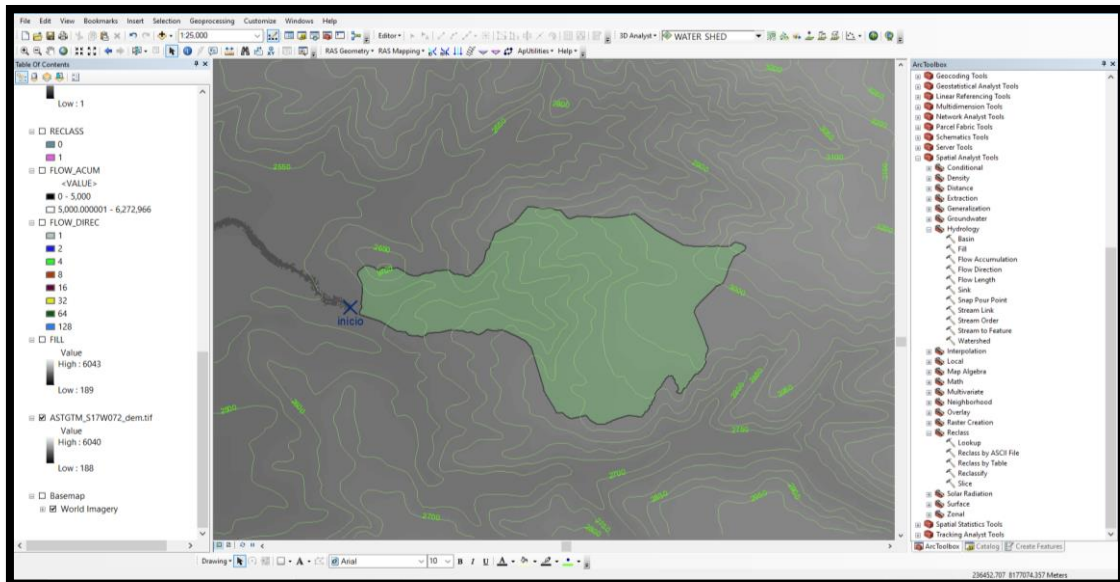 File Edit View Bookmarks Insert Selection Geoprocessing Customize Windows Help
1:25,000 Editor 3D Analyst WATER SHED
RAS Geometry RAS Mapping ApUtilities Help
Table Of Contents
Low : 1
RECLASS
0
1
FLOW_ACUM
<VALUE>
0 - 5,000
5,000.000001 - 6,272,966
FLOW_DIREC
1
2
4
8
16
32
64
128
FILL
Value
High : 6043
Low : 189
ASTGTM_S17W072_dem.tif
Value
High : 6040
Low : 188
Basemap
World Imagery
inicio
2700
2700
2750
3000
ArcToolbox
Geocoding Tools
Geostatistical Analyst Tools
Linear Referencing Tools
Multidimension Tools
Network Analyst Tools
Parcel Fabric Tools
Schematics Tools
Server Tools
Spatial Analyst Tools
Conditional
Density
Distance
Extraction
Generalization
Groundwater
Hydrology
Basin
Fill
Flow Accumulation
Flow Direction
Flow Length
Sink
Snap Pour Point
Stream Link
Stream Order
Stream to Feature
Watershed
Interpolation
Local
Map Algebra
Math
Multivariate
Neighborhood
Overlay
Raster Creation
Reclass
Lookup
Reclass by ASCII File
Reclass by Table
Reclassify
Slice
Solar Radiation
Surface
Zonal
Spatial Statistics Tools
Tracking Analyst Tools
ArcToolbox Catalog Create Features
Drawing Arial 10 B I U A
236452.707 8177074.357 Meters